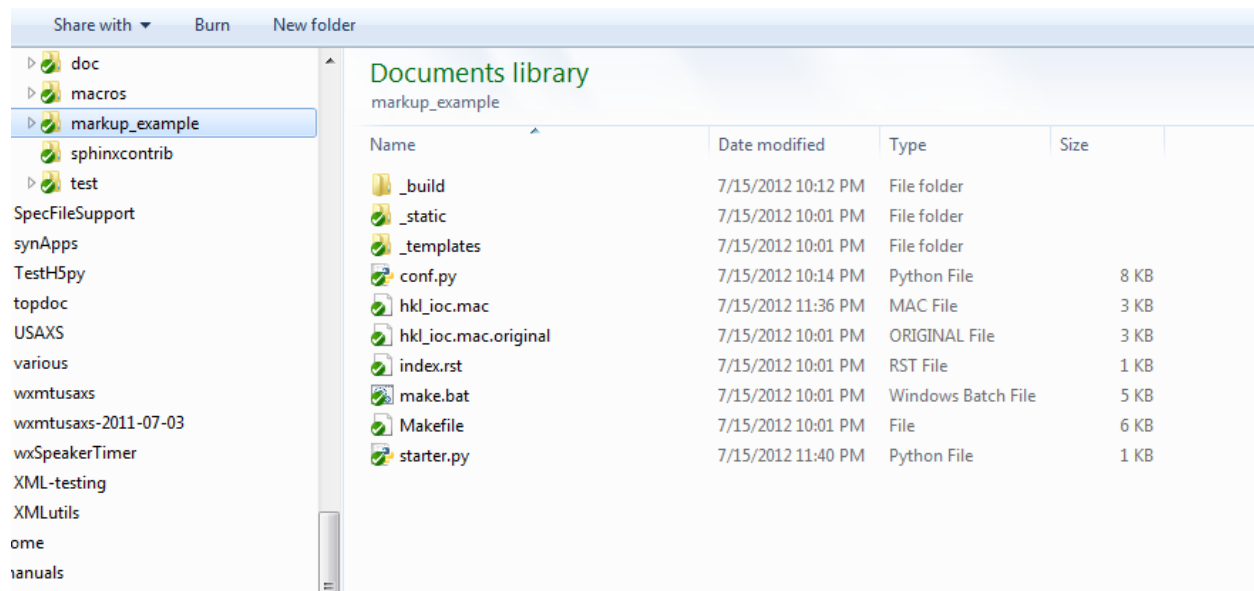 Share with Burn New folder
doc
macros
markup_example
sphinxcontrib
test
SpecFileSupport
synApps
TestH5py
topdoc
USAXS
various
wxmtusaxs
wxmtusaxs-2011-07-03
wxSpeakerTimer
XML-testing
XMLutils
ome
anuals
Documents library
markup_example
Name Date modified Type Size
_build 7/15/2012 10:12 PM File folder
_static 7/15/2012 10:01 PM File folder
_templates 7/15/2012 10:01 PM File folder
conf.py 7/15/2012 10:14 PM Python File 8 KB
hkl_ioc.mac 7/15/2012 11:36 PM MAC File 3 KB
hkl_ioc.mac.original 7/15/2012 10:01 PM ORIGINAL File 3 KB
index.rst 7/15/2012 10:01 PM RST File 1 KB
make.bat 7/15/2012 10:01 PM Windows Batch File 5 KB
Makefile 7/15/2012 10:01 PM File 6 KB
starter.py 7/15/2012 11:40 PM Python File 1 KB